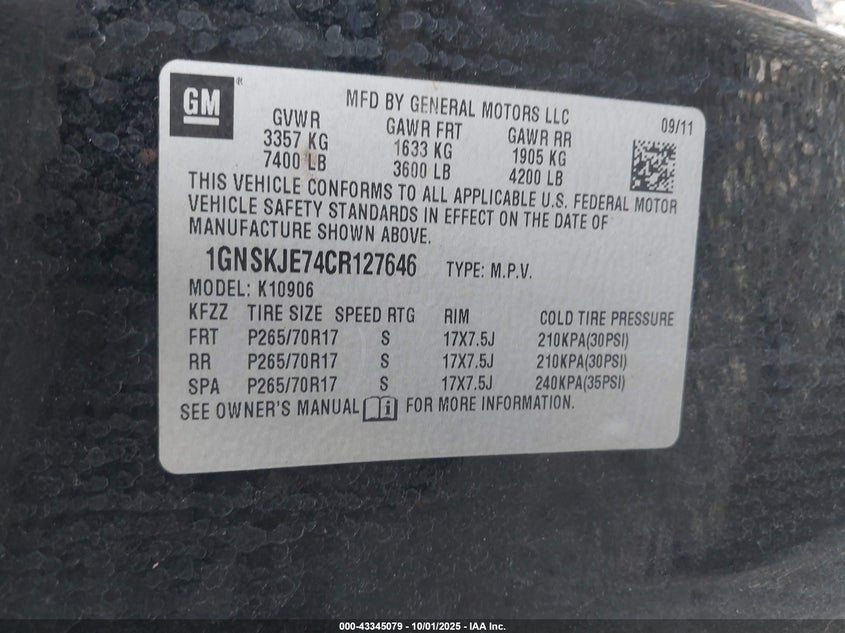 GM ®
MFD BY GENERAL MOTORS LLC
09/11
GVWR GAWR FRT GAWR RR
3357 KG 1633 KG 1905 KG
7400 LB 3600 LB 4200 LB
THIS VEHICLE CONFORMS TO ALL APPLICABLE U.S. FEDERAL MOTOR
VEHICLE SAFETY STANDARDS IN EFFECT ON THE DATE OF
MANUFACTURE SHOWN ABOVE.
1GNSKJE74CR127646 TYPE: M.P.V.
MODEL: K10906
KFZZ TIRE SIZE SPEED RTG RIM COLD TIRE PRESSURE
FRT P265/70R17 S 17X7.5J 210KPA(30PSI)
RR P265/70R17 S 17X7.5J 210KPA(30PSI)
SPA P265/70R17 S 17X7.5J 240KPA(35PSI)
SEE OWNER'S MANUAL i FOR MORE INFORMATION.
000-43345079 - 10/01/2025 - IAA Inc.